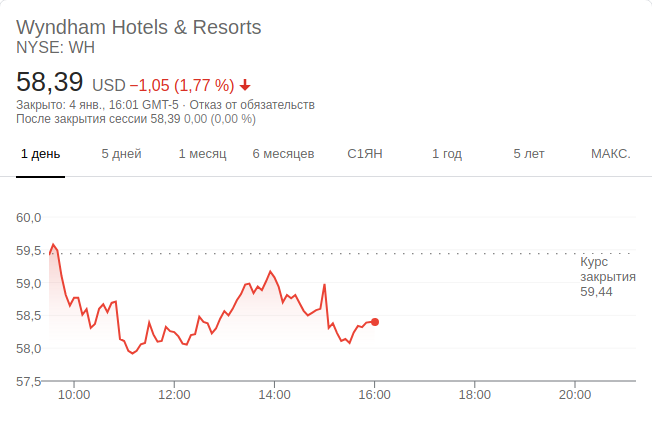 Wyndham Hotels & Resorts
NYSE: WH
58,39 USD −1,05 (1,77 %)
Закрыто: 4 янв., 16:01 GMT-5 · Отказ от обязательств
После закрытия сессии 58,39 0,00 (0,00 %)
1 день 5 дней 1 месяц 6 месяцев С1ЯН 1 год 5 лет МАКС.
60,0
59,5
Курс
закрытия
59,44
59,0
58,5
58,0
57,5
10:00 12:00 14:00 16:00 18:00 20:00